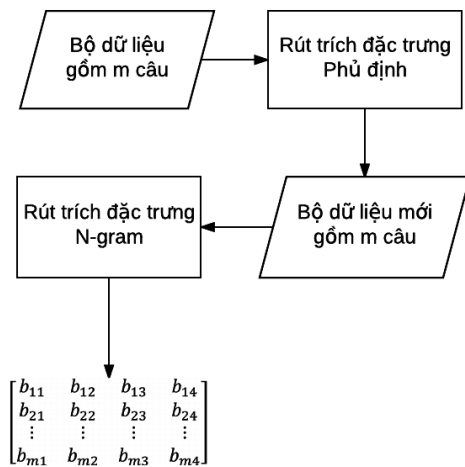 Bộ dữ liệu
gồm m câu
Rút trích đặc trưng
Phủ định
Bộ dữ liệu mới
gồm m câu
Rút trích đặc trưng
N-gram
b₁₁ b₁₂ b₁₃ b₁₄
b₂₁ b₂₂ b₂₃ b₂₄
⋮ ⋮ ⋮ ⋮
bₘ₁ bₘ₂ bₘ₃ bₘ₄